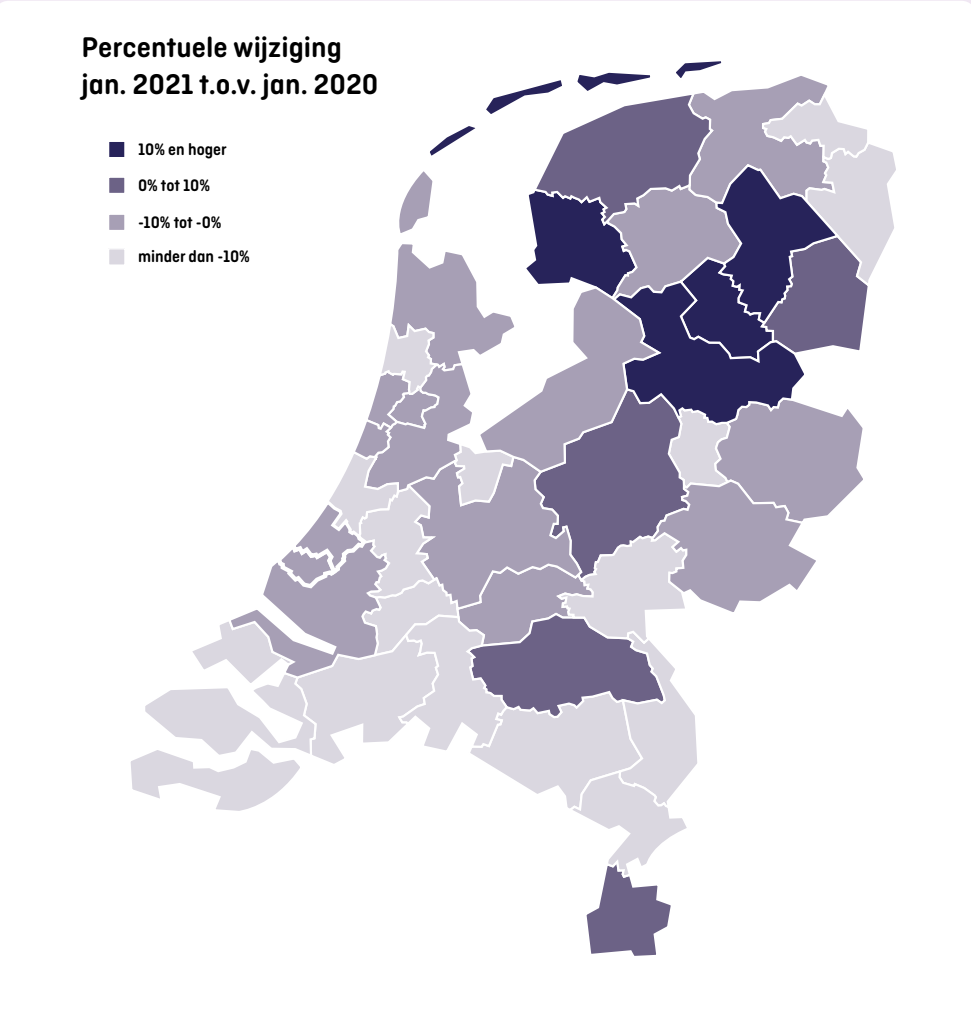 Percentuele wijziging
jan. 2021 t.o.v. jan. 2020
10% en hoger
0% tot 10%
-10% tot -0%
minder dan -10%